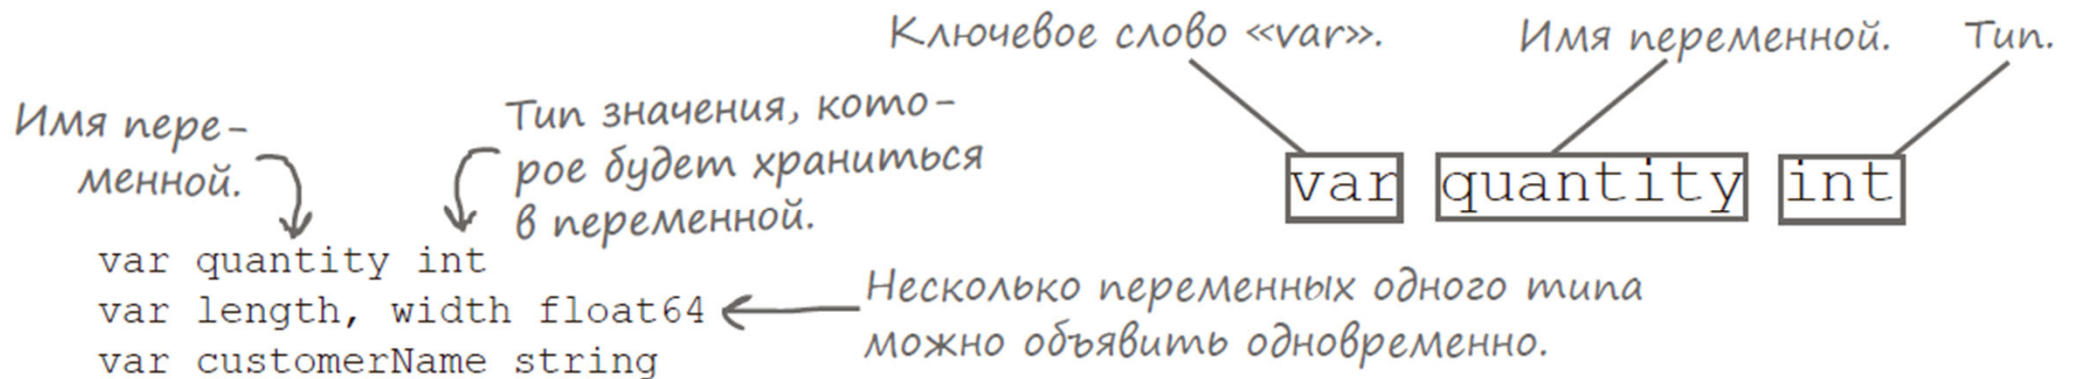 Ключевое слово «var».
Имя переменной.
Тип.
var quantity int
Имя пере-
менной.
Тип значения, кото-
рое будет храниться
в переменной.
var quantity int
var length, width float64
var customerName string
Несколько переменных одного типа
можно объявить одновременно.